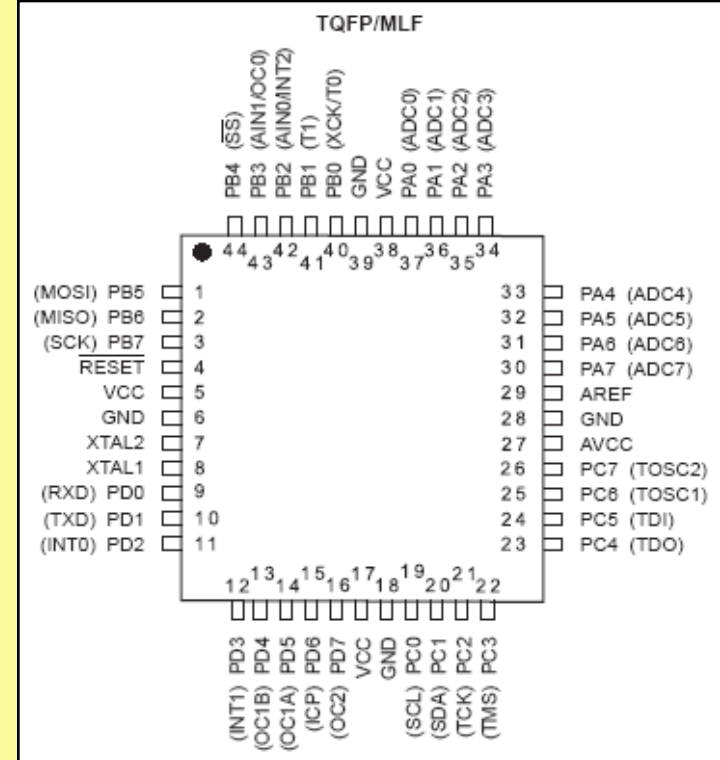 TQFP/MLF
PB4 (SS)
PB3 (AIN1/OC0)
PB2 (AIN0/INT2)
PB1 (T1)
PB0 (XCK/T0)
GND
VCC
PA0 (ADC0)
PA1 (ADC1)
PA2 (ADC2)
PA3 (ADC3)
44 43 42 41 40 39 38 37 36 35 34
(MOSI) PB5 1
(MISO) PB6 2
(SCK) PB7 3
RESET 4
VCC 5
GND 6
XTAL2 7
XTAL1 8
(RXD) PD0 9
(TXD) PD1 10
(INT0) PD2 11
33 PA4 (ADC4)
32 PA5 (ADC5)
31 PA6 (ADC6)
30 PA7 (ADC7)
29 AREF
28 GND
27 AVCC
26 PC7 (TOSC2)
25 PC6 (TOSC1)
24 PC5 (TDI)
23 PC4 (TDO)
12 13 14 15 16 17 18 19 20 21 22
(INT1) PD3
(OC1B) PD4
(OC1A) PD5
(ICP) PD6
(OC2) PD7
VCC
GND
(SCL) PC0
(SDA) PC1
(TCK) PC2
(TMS) PC3